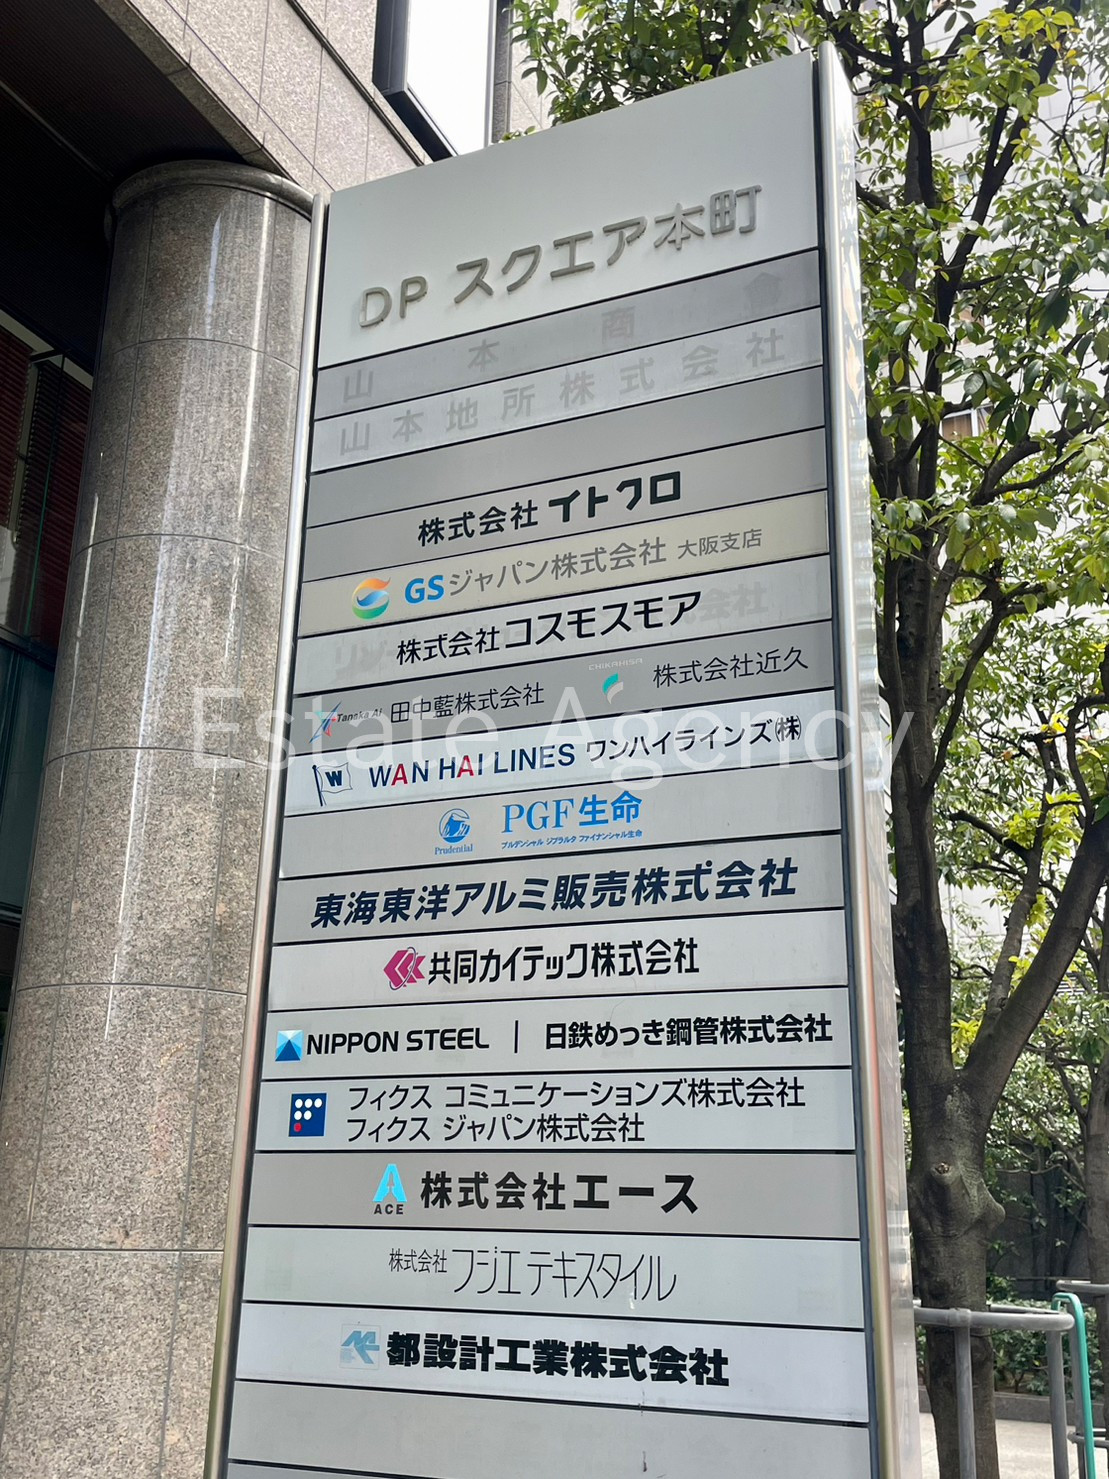 DP スクエア本町
山本商
山本地所株式会社
株式会社イトクロ
GSジャパン株式会社 大阪支店
株式会社コスモスモア
Tanaka Ai 田中藍株式会社 CHIKAHISA 株式会社近久
Estate Agency
W WAN HAI LINES ワンハイラインズ㈱
PGF生命
Prudential プルデンシャル ジブラルタ ファイナンシャル生命
東海東洋アルミ販売株式会社
共同カイテック株式会社
NIPPON STEEL | 日鉄めっき鋼管株式会社
フィクス コミュニケーションズ株式会社
フィクス ジャパン株式会社
ACE 株式会社エース
株式会社フジエテキスタイル
都設計工業株式会社